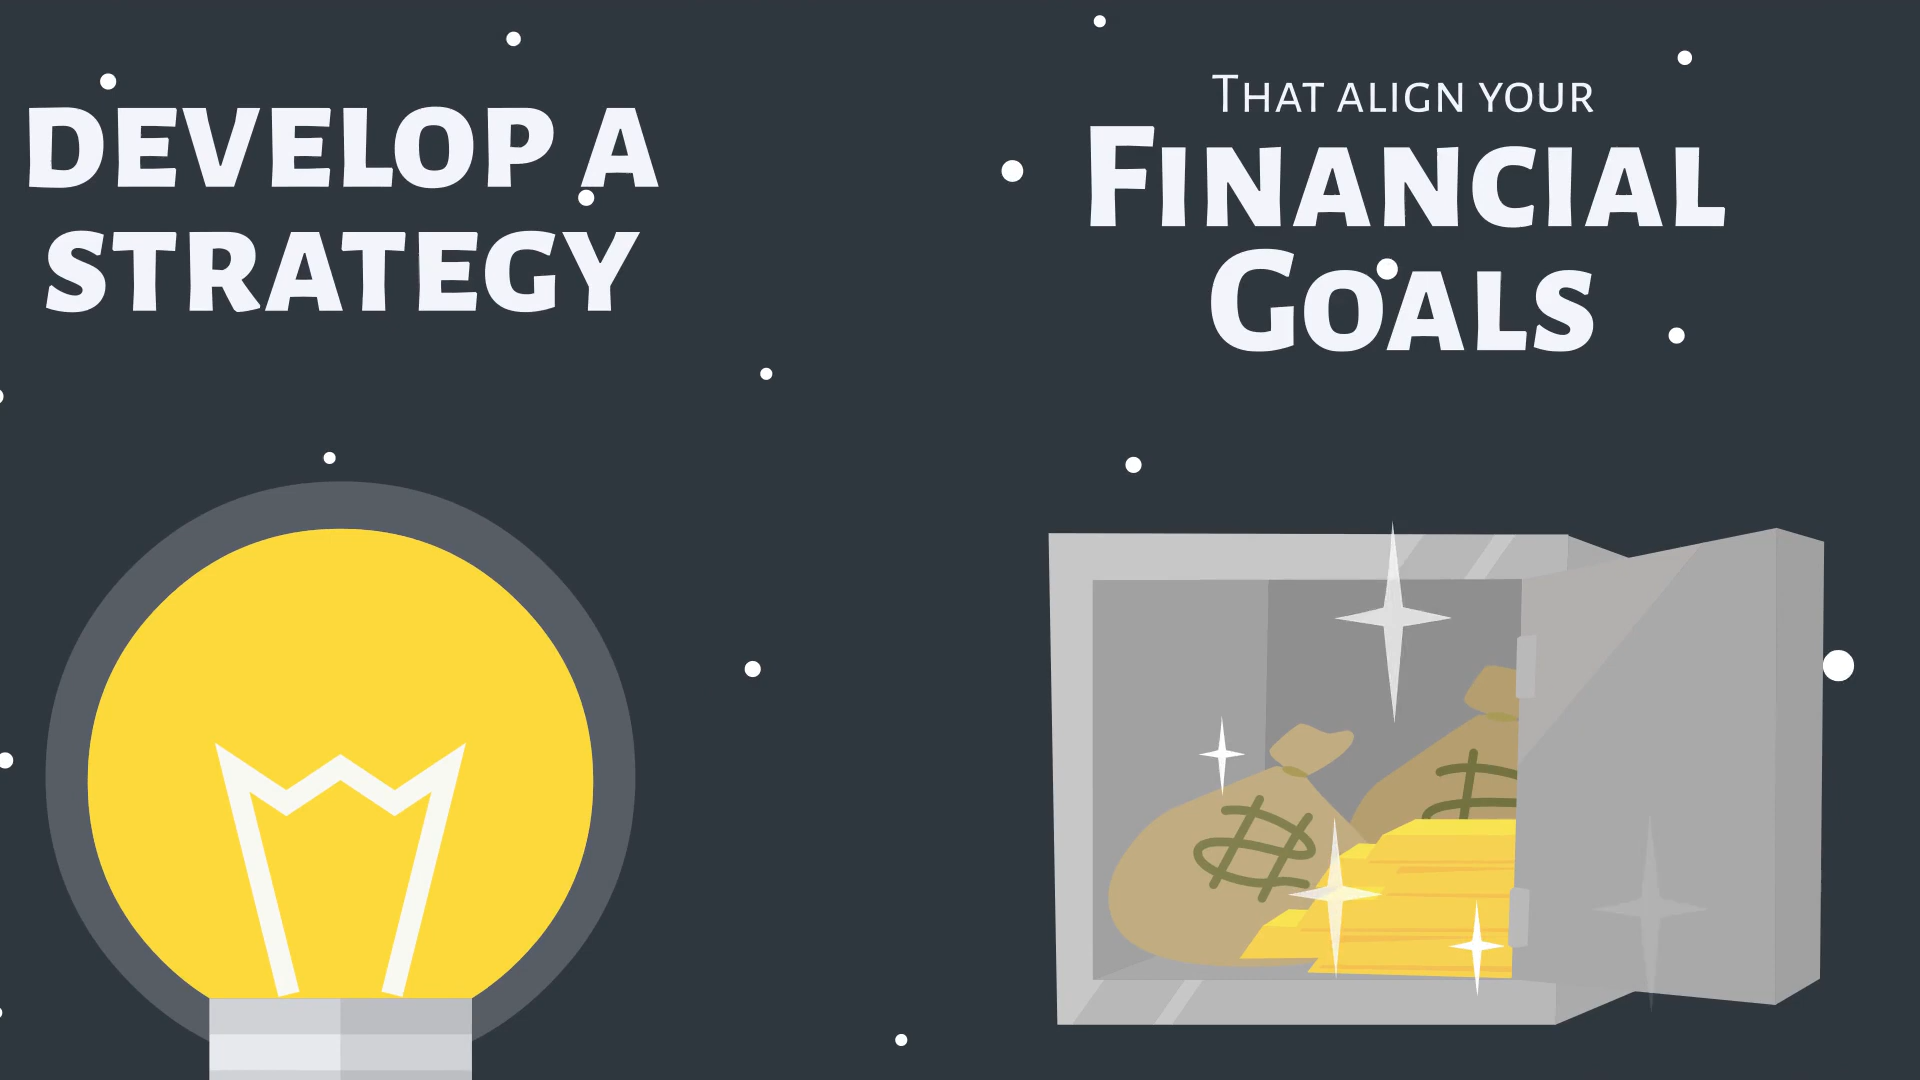 DEVELOP A
STRATEGY
THAT ALIGN YOUR
FINANCIAL
GOALS